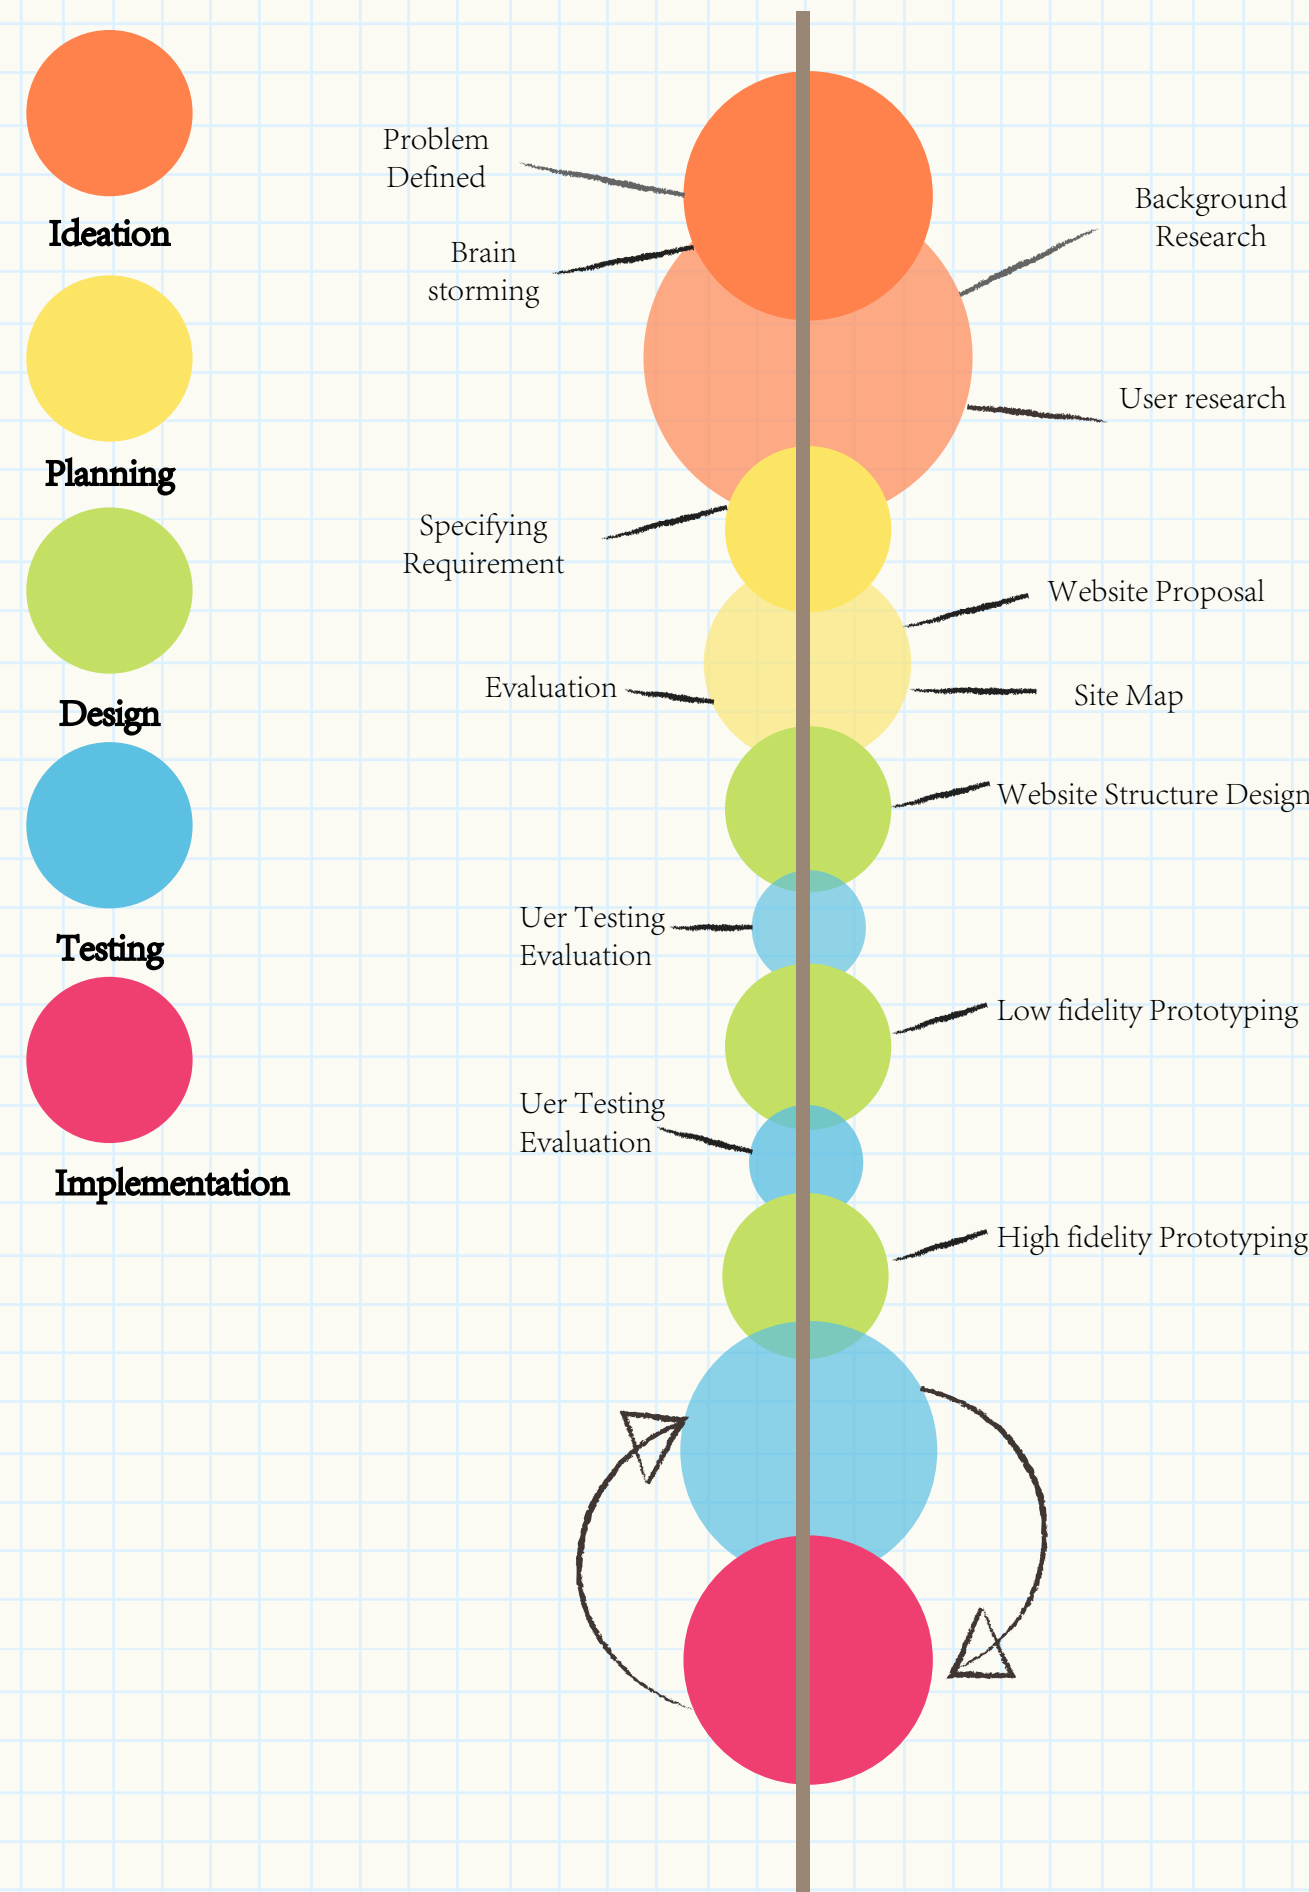 Ideation
Planning
Design
Testing
Implementation
Problem
Defined
Brain
storming
Background
Research
User research
Specifying
Requirement
Website Proposal
Evaluation
Site Map
Website Structure Design
Uer Testing
Evaluation
Low fidelity Prototyping
Uer Testing
Evaluation
High fidelity Prototyping